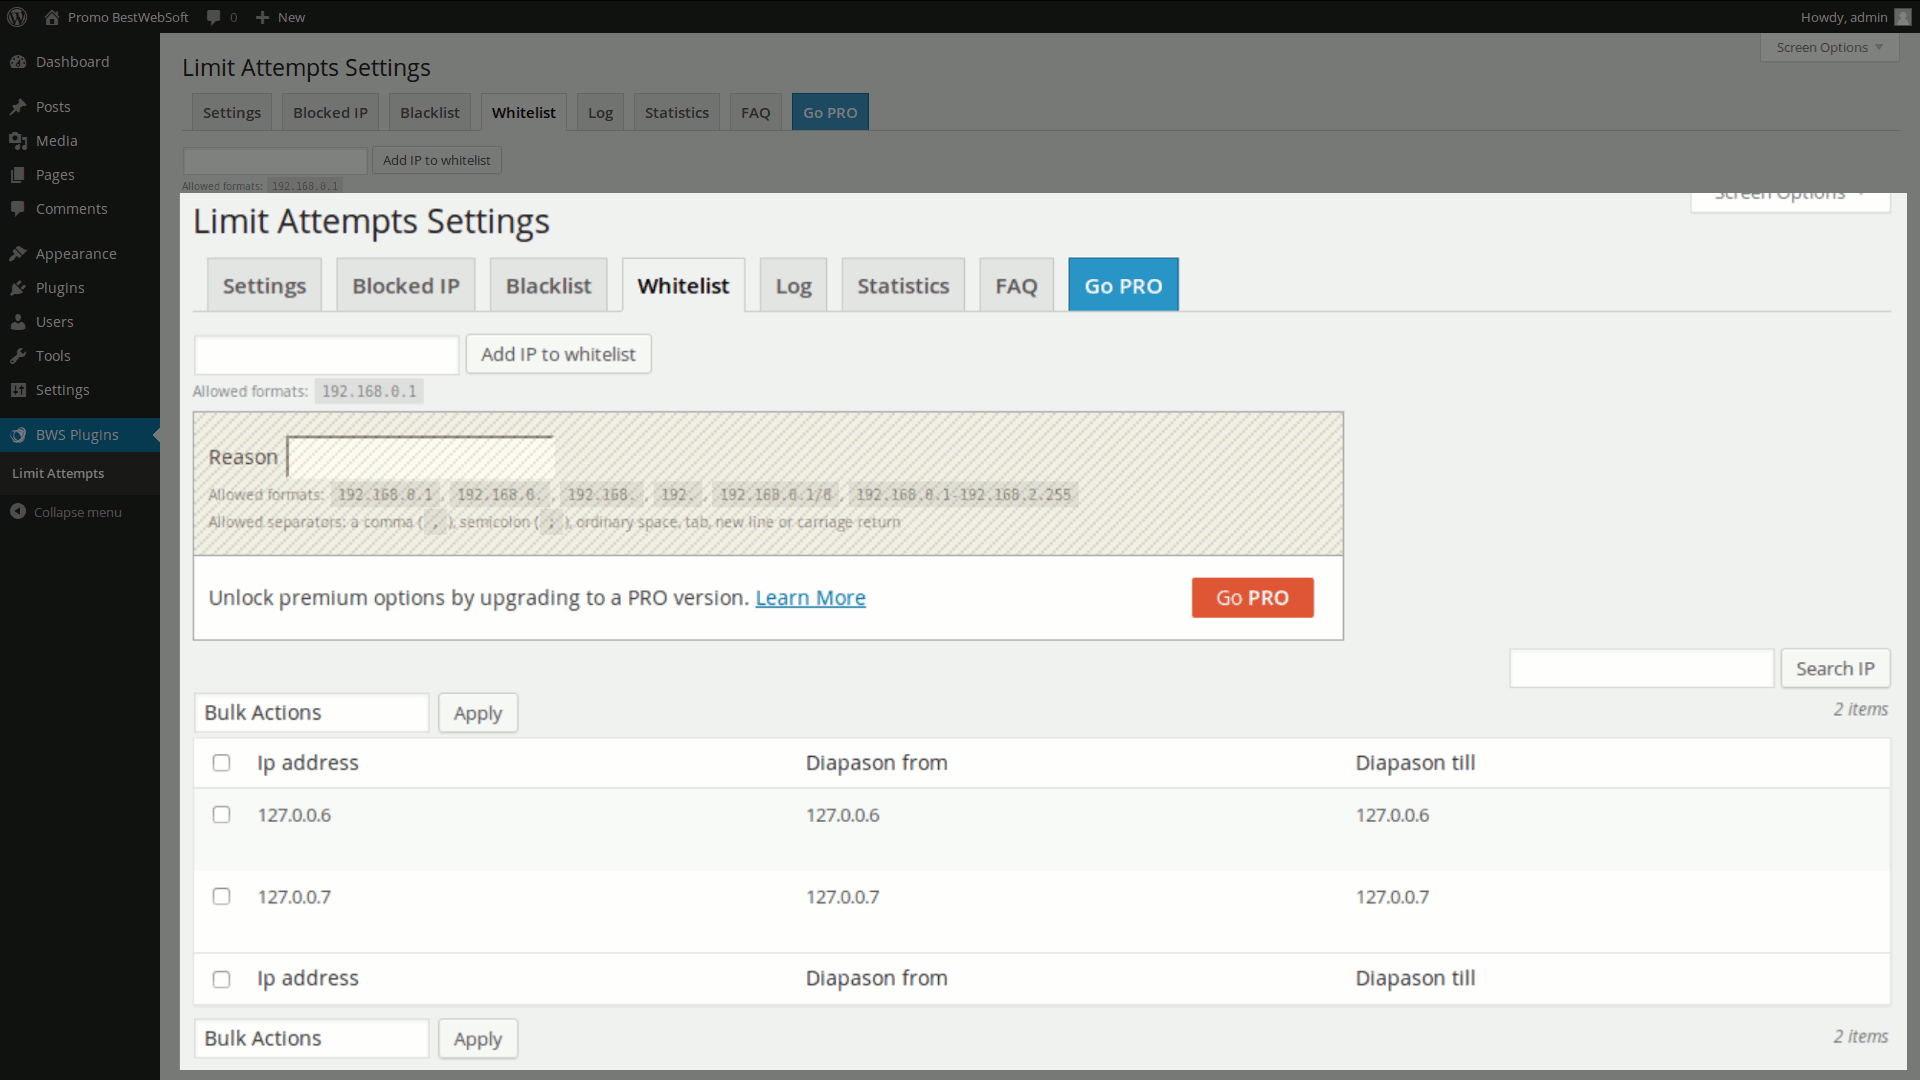 Promo BestWebSoft 0 New Howdy, admin
Screen Options
Dashboard
Posts
Media
Pages
Comments
Appearance
Plugins
Users
Tools
Settings
BWS Plugins
Limit Attempts
Collapse menu
Limit Attempts Settings
Settings Blocked IP Blacklist Whitelist Log Statistics FAQ Go PRO
Add IP to whitelist
Allowed formats: 192.168.0.1
Screen Options
Limit Attempts Settings
Settings Blocked IP Blacklist Whitelist Log Statistics FAQ Go PRO
Add IP to whitelist
Allowed formats: 192.168.0.1
Reason
Allowed formats: 192.168.0.1 , 192.168.0. , 192.168. , 192. , 192.168.0.1/8 , 192.168.0.1-192.168.2.255
Allowed separators: a comma ( , ), semicolon ( ; ), ordinary space, tab, new line or carriage return
Unlock premium options by upgrading to a PRO version. Learn More Go PRO
Search IP
Bulk Actions Apply 2 items
Ip address Diapason from Diapason till
127.0.0.6 127.0.0.6 127.0.0.6
127.0.0.7 127.0.0.7 127.0.0.7
Ip address Diapason from Diapason till
Bulk Actions Apply 2 items